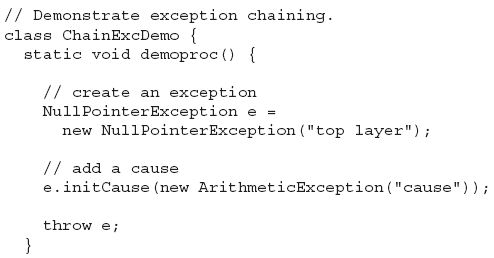 // Demonstrate exception chaining.
class ChainExcDemo {
  static void demoproc() {

    // create an exception
    NullPointerException e =
      new NullPointerException("top layer");

    // add a cause
    e.initCause(new ArithmeticException("cause"));

    throw e;
  }